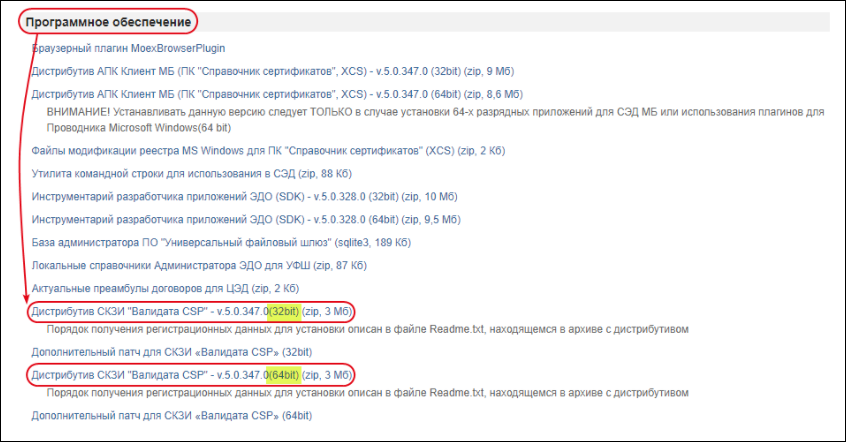 Программное обеспечение
Браузерный плагин MoexBrowserPlugin
Дистрибутив АПК Клиент МБ (ПК "Справочник сертификатов", XCS) - v.5.0.347.0 (32bit) (zip, 9 Мб)
Дистрибутив АПК Клиент МБ (ПК "Справочник сертификатов", XCS) - v.5.0.347.0 (64bit) (zip, 8,6 Мб)
ВНИМАНИЕ! Устанавливать данную версию следует ТОЛЬКО в случае установки 64-х разрядных приложений для СЭД МБ или использования плагинов для
Проводника Microsoft Windows(64 bit)
Файлы модификации реестра MS Windows для ПК "Справочник сертификатов" (XCS) (zip, 2 Кб)
Утилита командной строки для использования в СЭД (zip, 88 Кб)
Инструментарий разработчика приложений ЭДО (SDK) - v.5.0.328.0 (32bit) (zip, 10 Мб)
Инструментарий разработчика приложений ЭДО (SDK) - v.5.0.328.0 (64bit) (zip, 9,5 Мб)
База администратора ПО "Универсальный файловый шлюз" (sqlite3, 189 Кб)
Локальные справочники Администратора ЭДО для УФШ (zip, 87 Кб)
Актуальные преамбулы договоров для ЦЭД (zip, 2 Кб)
Дистрибутив СКЗИ "Валидата CSP" - v.5.0.347.0(32bit) (zip, 3 Мб)
Порядок получения регистрационных данных для установки описан в файле Readme.txt, находящемся в архиве с дистрибутивом
Дополнительный патч для СКЗИ «Валидата CSP» (32bit)
Дистрибутив СКЗИ "Валидата CSP" - v.5.0.347.0(64bit) (zip, 3 Мб)
Порядок получения регистрационных данных для установки описан в файле Readme.txt, находящемся в архиве с дистрибутивом
Дополнительный патч для СКЗИ «Валидата CSP» (64bit)